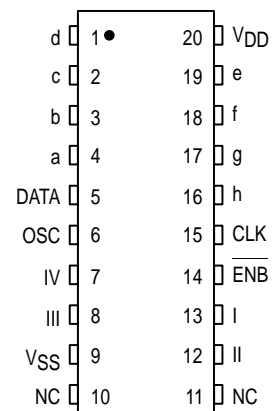 d 1 20 VDD
c 2 19 e
b 3 18 f
a 4 17 g
DATA 5 16 h
OSC 6 15 CLK
IV 7 14 ENB
III 8 13 I
VSS 9 12 II
NC 10 11 NC